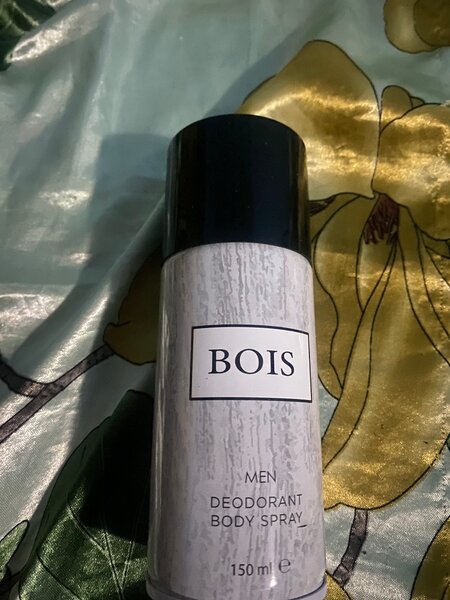 BOIS
MEN
DEODORANT
BODY SPRAY
150 ml ℮